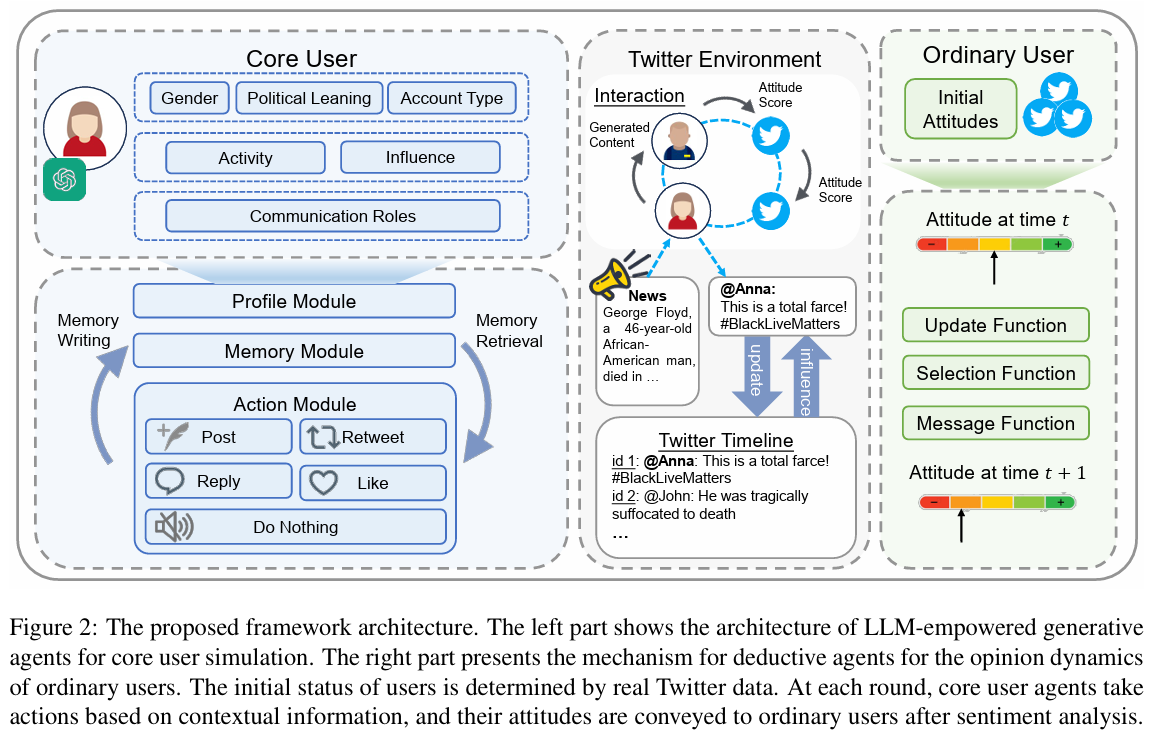 Core User
Gender
Political Leaning
Account Type
Activity
Influence
Communication Roles
Profile Module
Memory Module
Memory
Writing
Memory
Retrieval
Action Module
Post
Retweet
Reply
Like
Do Nothing
Twitter Environment
Interaction
Attitude
Score
Generated
Content
Attitude
Score
News
George Floyd,
a 46-year-old
African-
American man,
died in ...
@Anna:
This is a total farce!
#BlackLiveMatters
update
influence
Twitter Timeline
id 1: @Anna: This is a total farce!
#BlackLiveMatters
id 2: @John: He was tragically
suffocated to death
...
Ordinary User
Initial
Attitudes
Attitude at time t
− +
Update Function
Selection Function
Message Function
Attitude at time t + 1
− +
Figure 2: The proposed framework architecture. The left part shows the architecture of LLM-empowered generative
agents for core user simulation. The right part presents the mechanism for deductive agents for the opinion dynamics
of ordinary users. The initial status of users is determined by real Twitter data. At each round, core user agents take
actions based on contextual information, and their attitudes are conveyed to ordinary users after sentiment analysis.